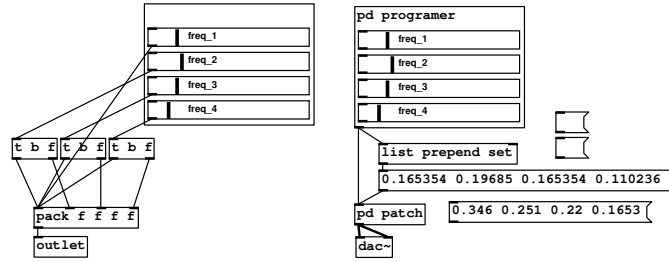 freq_1
freq_2
freq_3
freq_4
t b f
t b f
t b f
pack f f f f
outlet
pd programer
freq_1
freq_2
freq_3
freq_4
list prepend set
0.165354 0.19685 0.165354 0.110236
pd patch
0.346 0.251 0.22 0.1653
dac~